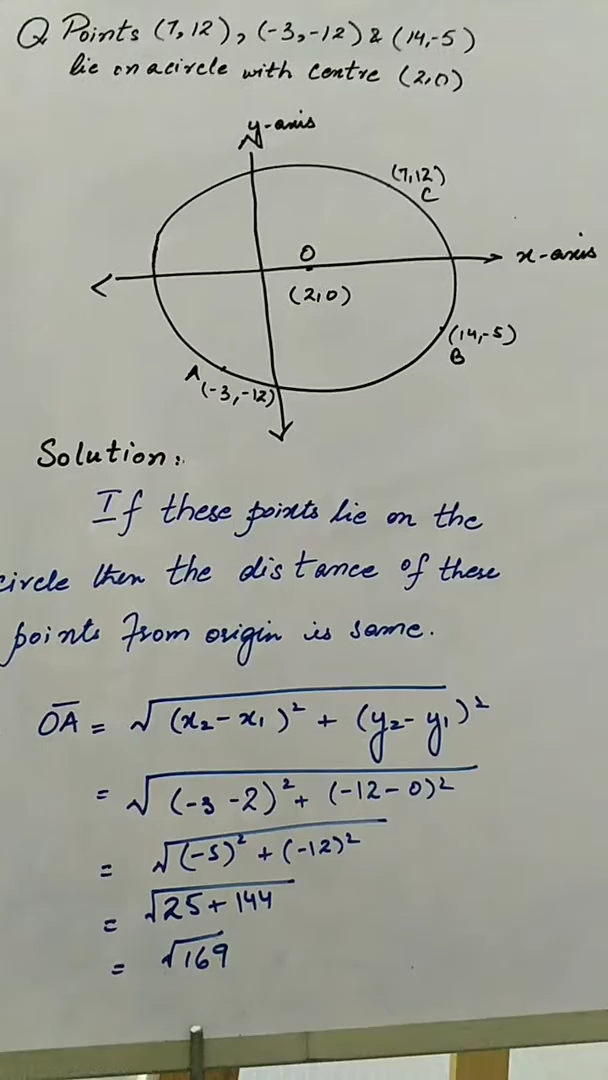 Q Points (7,12), (-3,-12) & (14,-5)
lie on a circle with centre (2,0)
y-axis
(7,12)
C
O
x-axis
(2,0)
(14,-5)
B
A
(-3,-12)
Solution:
If these points lie on the
circle then the distance of these
points from origin is same.
O̅A̅ = √(x₂-x₁)² + (y₂-y₁)²
= √(-3-2)² + (-12-0)²
= √(-5)² + (-12)²
= √25+144
= √169